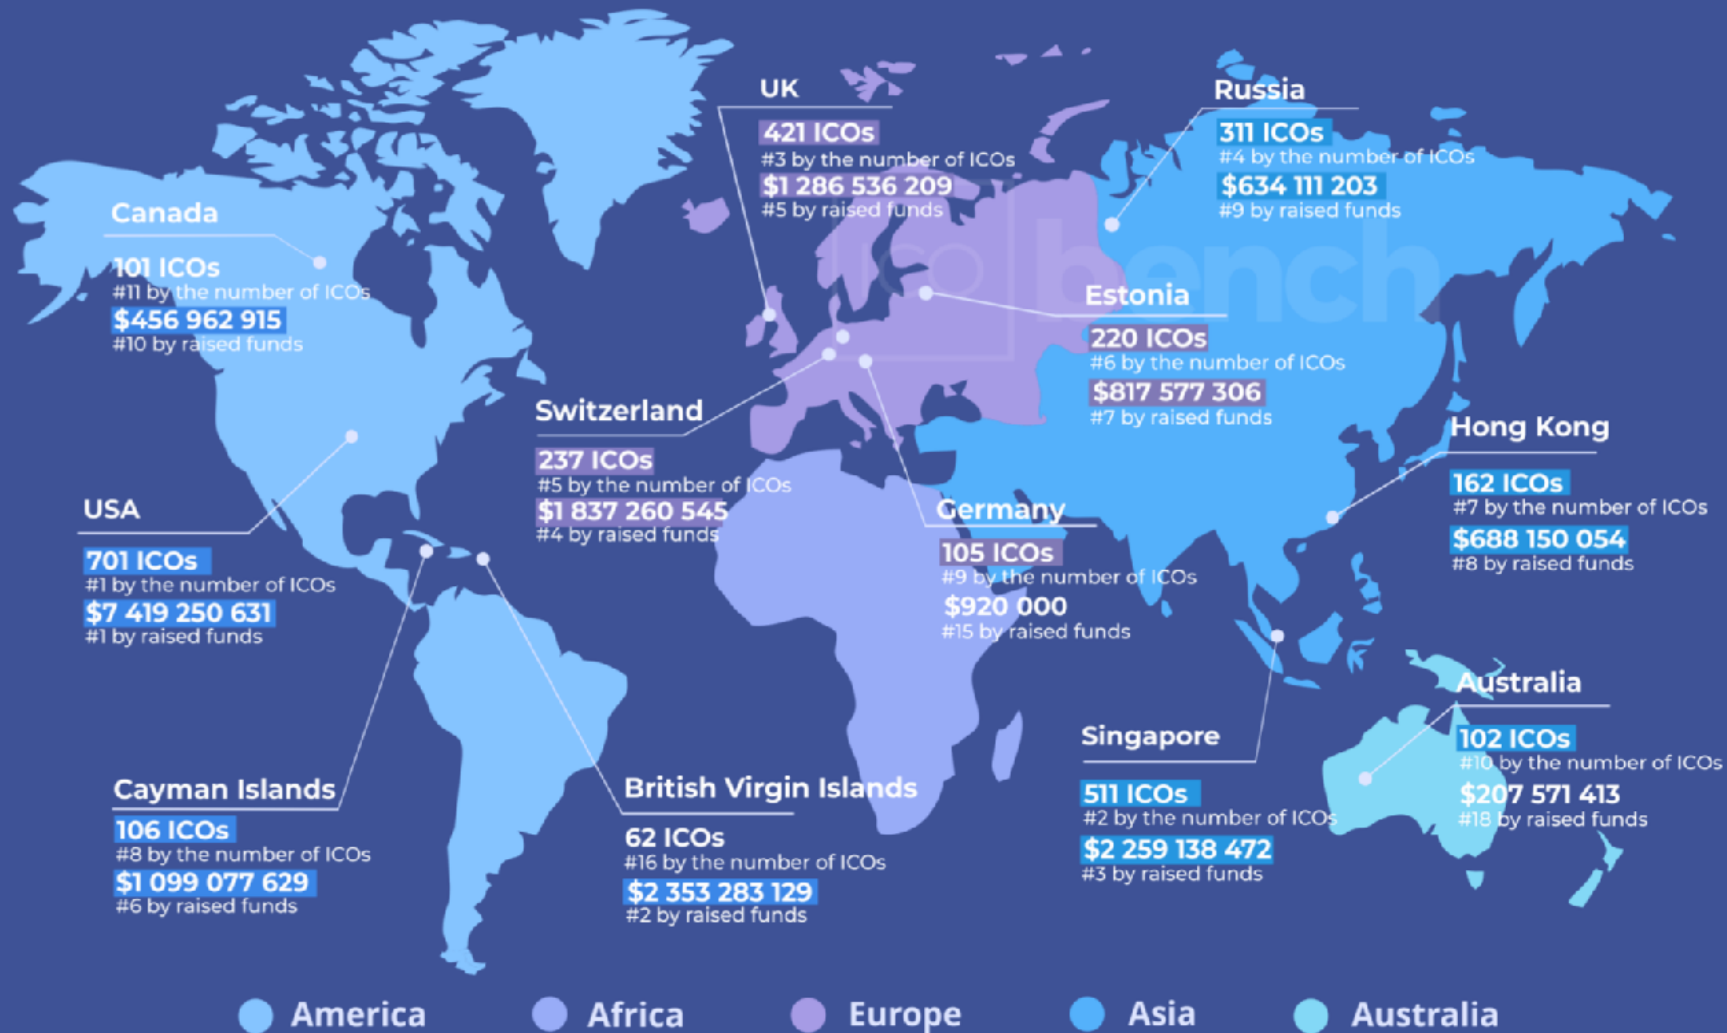 UK
421 ICOs
#3 by the number of ICOs
$1 286 536 209
#5 by raised funds
Russia
311 ICOs
#4 by the number of ICOs
$634 111 203
#9 by raised funds
Canada
101 ICOs
#11 by the number of ICOs
$456 962 915
#10 by raised funds
ICO bench
Estonia
220 ICOs
#6 by the number of ICOs
$817 577 306
#7 by raised funds
Switzerland
237 ICOs
#5 by the number of ICOs
$1 837 260 545
#4 by raised funds
Hong Kong
162 ICOs
#7 by the number of ICOs
$688 150 054
#8 by raised funds
USA
701 ICOs
#1 by the number of ICOs
$7 419 250 631
#1 by raised funds
Germany
105 ICOs
#9 by the number of ICOs
$920 000
#15 by raised funds
Australia
102 ICOs
#10 by the number of ICOs
$207 571 413
#18 by raised funds
Singapore
511 ICOs
#2 by the number of ICOs
$2 259 138 472
#3 by raised funds
Cayman Islands
106 ICOs
#8 by the number of ICOs
$1 099 077 629
#6 by raised funds
British Virgin Islands
62 ICOs
#16 by the number of ICOs
$2 353 283 129
#2 by raised funds
America
Africa
Europe
Asia
Australia